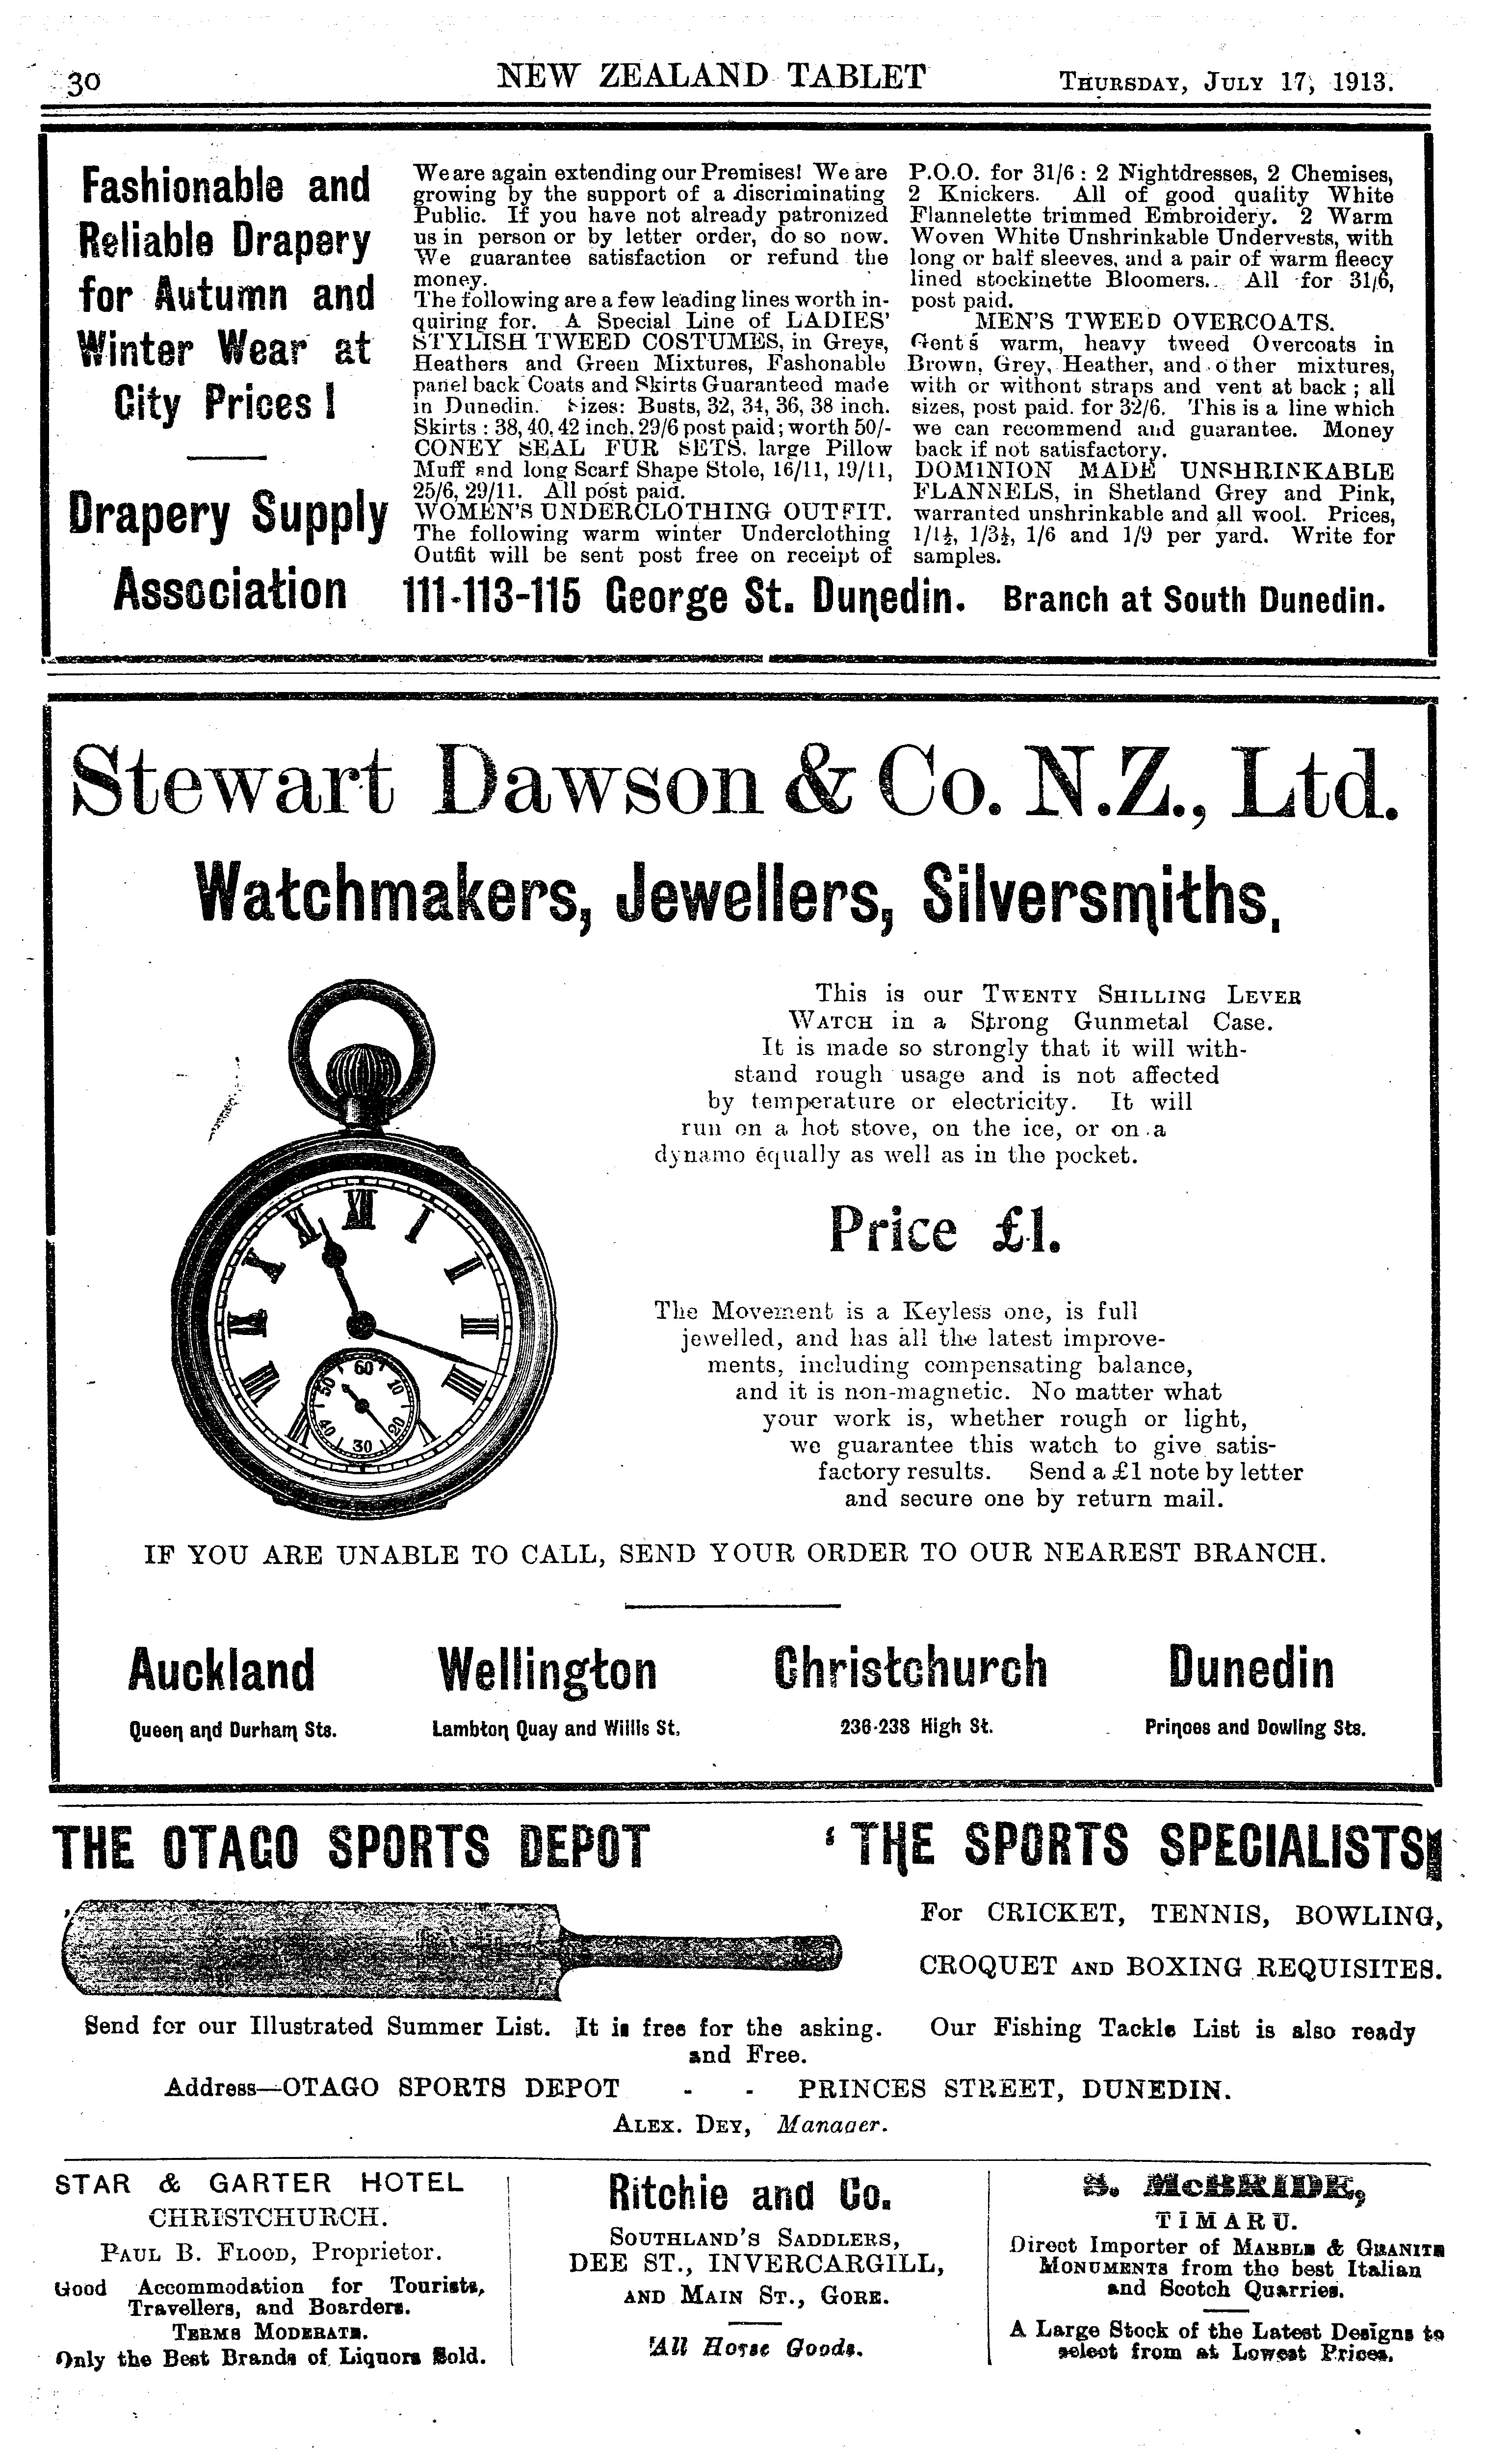 30
NEW ZEALAND TABLET
THURSDAY, JULY 17, 1913.
Fashionable and
Reliable Drapery
for Autumn and
Winter Wear at
City Prices !
Drapery Supply
Association
We are again extending our Premises! We are
growing by the support of a discriminating
Public. If you have not already patronized
us in person or by letter order, do so now.
We guarantee satisfaction or refund the
money.
The following are a few leading lines worth in-
quiring for. A Special Line of LADIES'
STYLISH TWEED COSTUMES, in Greys,
Heathers and Green Mixtures, Fashionable
panel back Coats and Skirts Guaranteed made
in Dunedin. Sizes: Busts, 32, 34, 36, 38 inch.
Skirts : 38, 40, 42 inch. 29/6 post paid; worth 50/-
CONEY SEAL FUR SETS. large Pillow
Muff and long Scarf Shape Stole, 16/11, 19/11,
25/6, 29/11. All post paid.
WOMEN'S UNDERCLOTHING OUTFIT.
The following warm winter Underclothing
Outfit will be sent post free on receipt of
P.O.O. for 31/6 : 2 Nightdresses, 2 Chemises,
2 Knickers. All of good quality White
Flannelette trimmed Embroidery. 2 Warm
Woven White Unshrinkable Undervests, with
long or half sleeves, and a pair of warm fleecy
lined stockinette Bloomers. All for 31/6,
post paid.
MEN'S TWEED OVERCOATS.
Gent's warm, heavy tweed Overcoats in
Brown, Grey, Heather, and other mixtures,
with or without straps and vent at back ; all
sizes, post paid. for 32/6. This is a line which
we can recommend and guarantee. Money
back if not satisfactory.
DOMINION MADE UNSHRINKABLE
FLANNELS, in Shetland Grey and Pink,
warranted unshrinkable and all wool. Prices,
1/1½, 1/3½, 1/6 and 1/9 per yard. Write for
samples.
111-113-115 George St. Dunedin. Branch at South Dunedin.
Stewart Dawson & Co. N.Z., Ltd.
Watchmakers, Jewellers, Silversmiths,
This is our TWENTY SHILLING LEVER
WATCH in a Strong Gunmetal Case.
It is made so strongly that it will with-
stand rough usage and is not affected
by temperature or electricity. It will
run on a hot stove, on the ice, or on a
dynamo equally as well as in the pocket.
Price £1.
The Movement is a Keyless one, is full
jewelled, and has all the latest improve-
ments, including compensating balance,
and it is non-magnetic. No matter what
your work is, whether rough or light,
we guarantee this watch to give satis-
factory results. Send a £1 note by letter
and secure one by return mail.
XII
I
II
III
IIII
VIII
IX
X
XI
60
10
20
30
40
50
IF YOU ARE UNABLE TO CALL, SEND YOUR ORDER TO OUR NEAREST BRANCH.
Auckland
Queen and Durham Sts.
Wellington
Lambton Quay and Willis St,
Christchurch
236-238 High St.
Dunedin
Princes and Dowling Sts.
THE OTAGO SPORTS DEPOT
‘ THE SPORTS SPECIALISTS
For CRICKET, TENNIS, BOWLING,
CROQUET AND BOXING REQUISITES.
Send for our Illustrated Summer List. It is free for the asking. Our Fishing Tackle List is also ready
and Free.
Address—OTAGO SPORTS DEPOT - - PRINCES STREET, DUNEDIN.
ALEX. DEY, Manager.
STAR & GARTER HOTEL
CHRISTCHURCH.
PAUL B. FLOOD, Proprietor.
Good Accommodation for Tourists,
Travellers, and Boarders.
TERMS MODERATE.
Only the Best Brands of Liquors Sold.
Ritchie and Co.
SOUTHLAND'S SADDLERS,
DEE ST., INVERCARGILL,
AND MAIN ST., GORE.
All Horse Goods.
S. McBRIDE,
TIMARU.
Direct Importer of MARBLE & GRANITE
MONUMENTS from the best Italian
and Scotch Quarries.
A Large Stock of the Latest Designs to
select from at Lowest Prices.